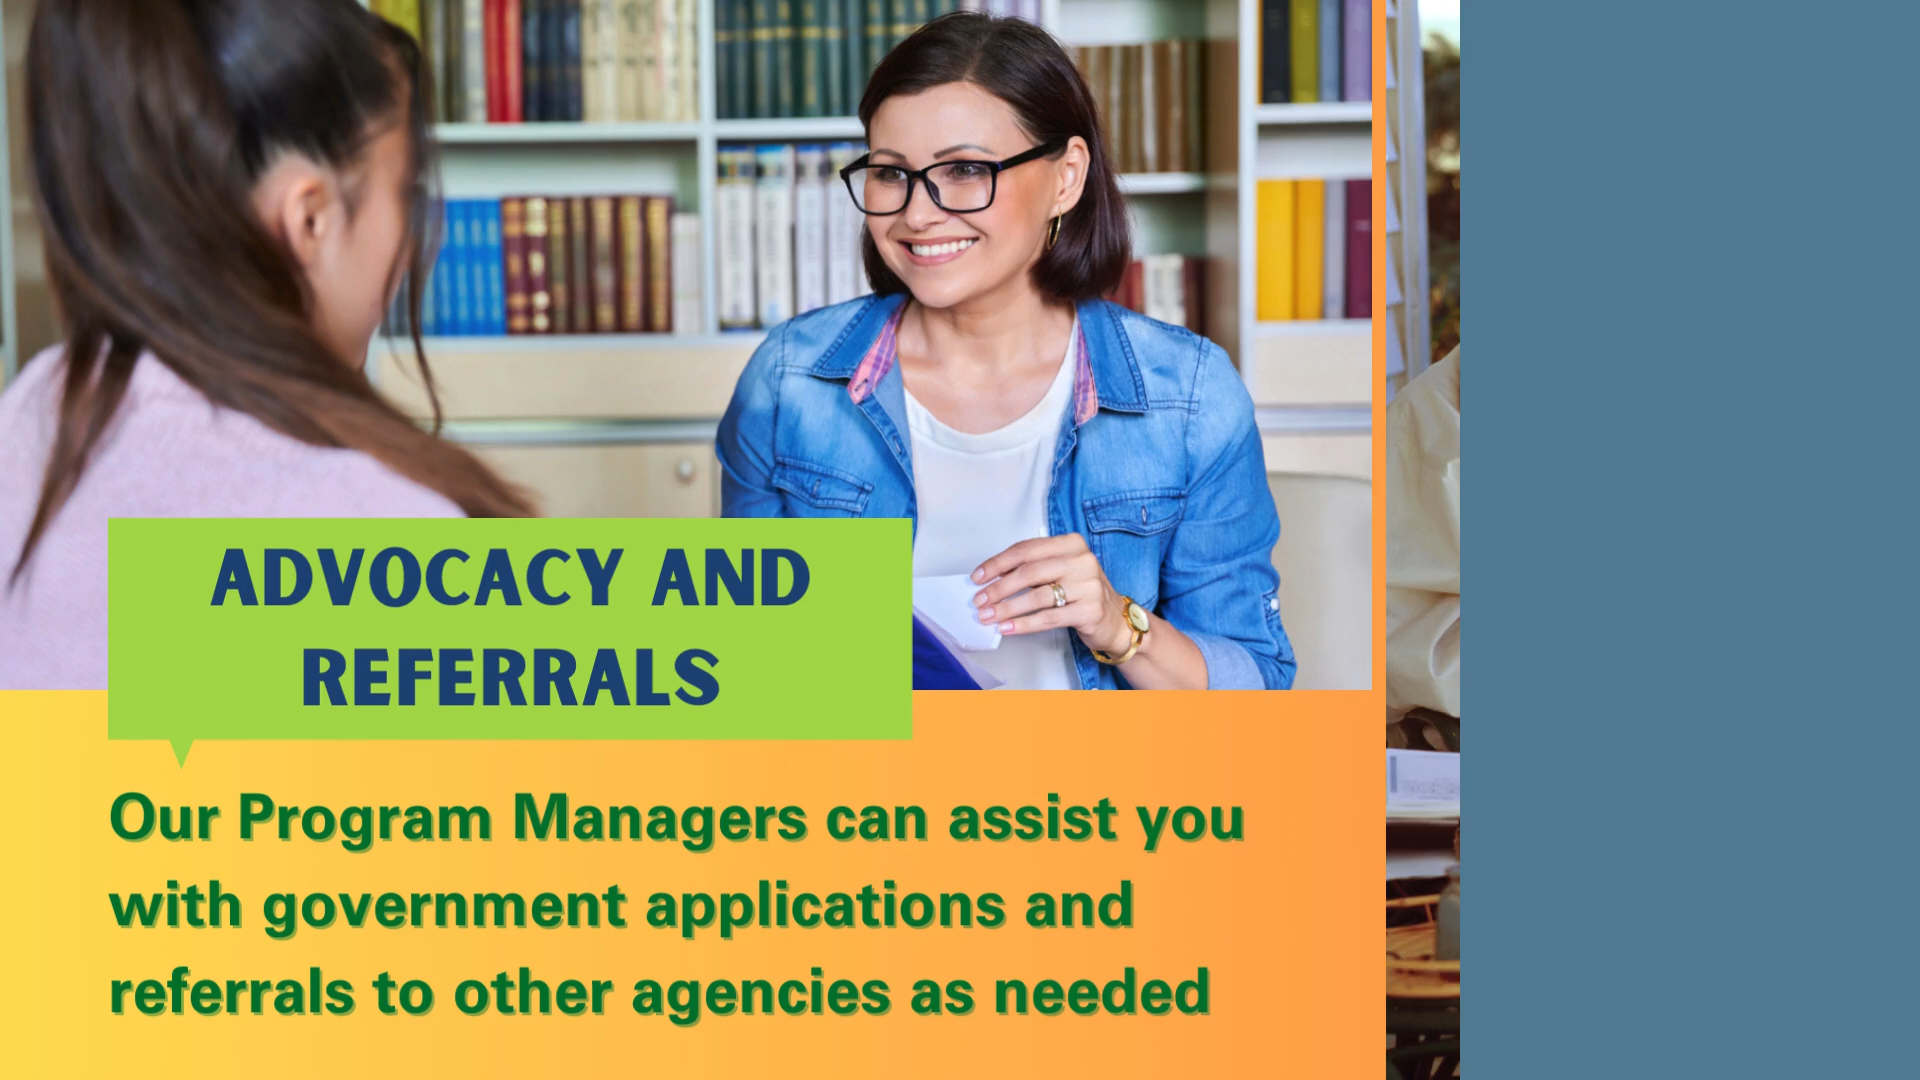 ADVOCACY AND
REFERRALS
Our Program Managers can assist you
with government applications and
referrals to other agencies as needed